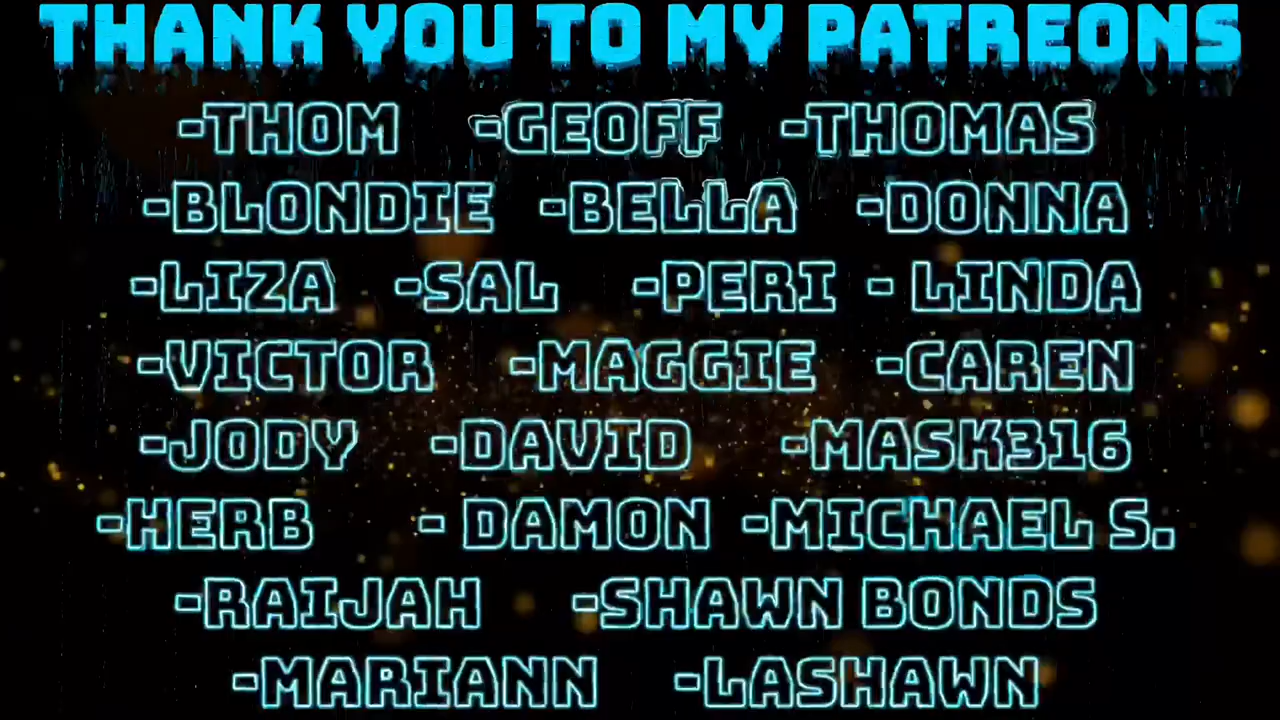 THANK YOU TO MY PATREONS
-THOM -GEOFF -THOMAS
-BLONDIE -BELLA -DONNA
-LIZA -SAL -PERI - LINDA
-VICTOR -MAGGIE -CAREN
-JODY -DAVID -MASK316
-HERB - DAMON -MICHAEL S.
-RAIJAH -SHAWN BONDS
-MARIANN -LASHAWN